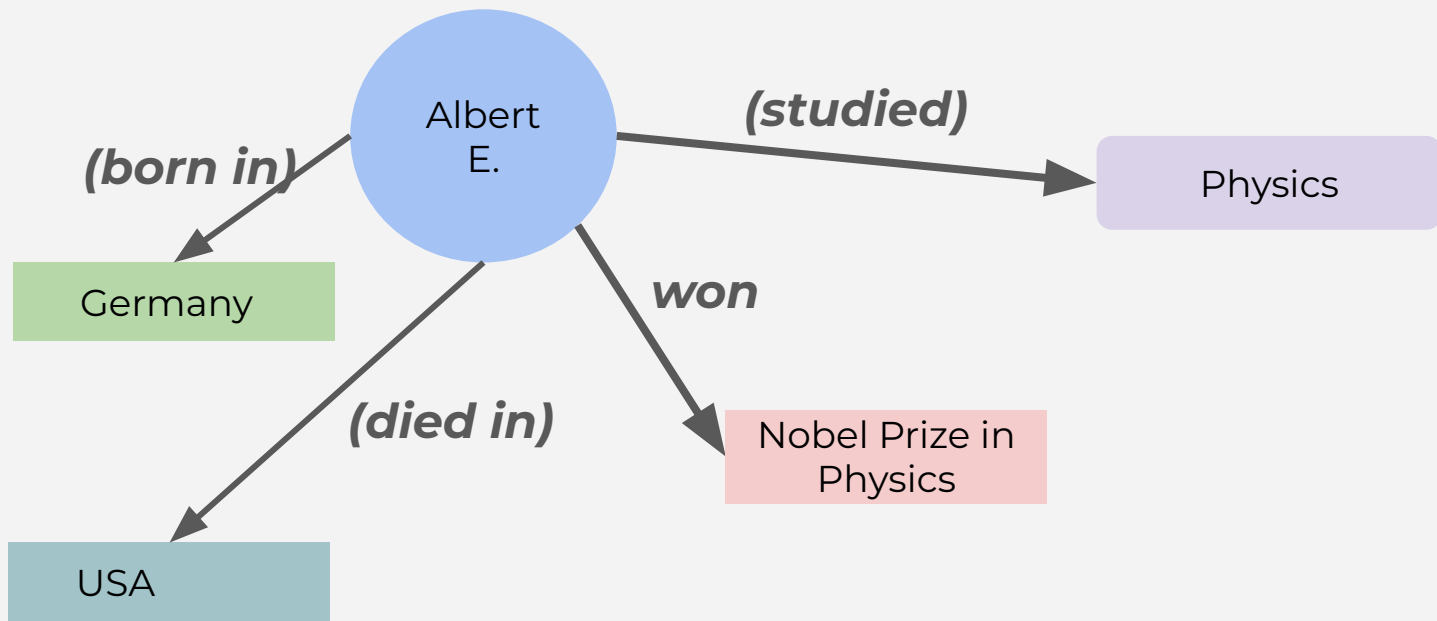 Albert
E.
(studied)
(born in)
Physics
Germany
won
(died in)
Nobel Prize in
Physics
USA